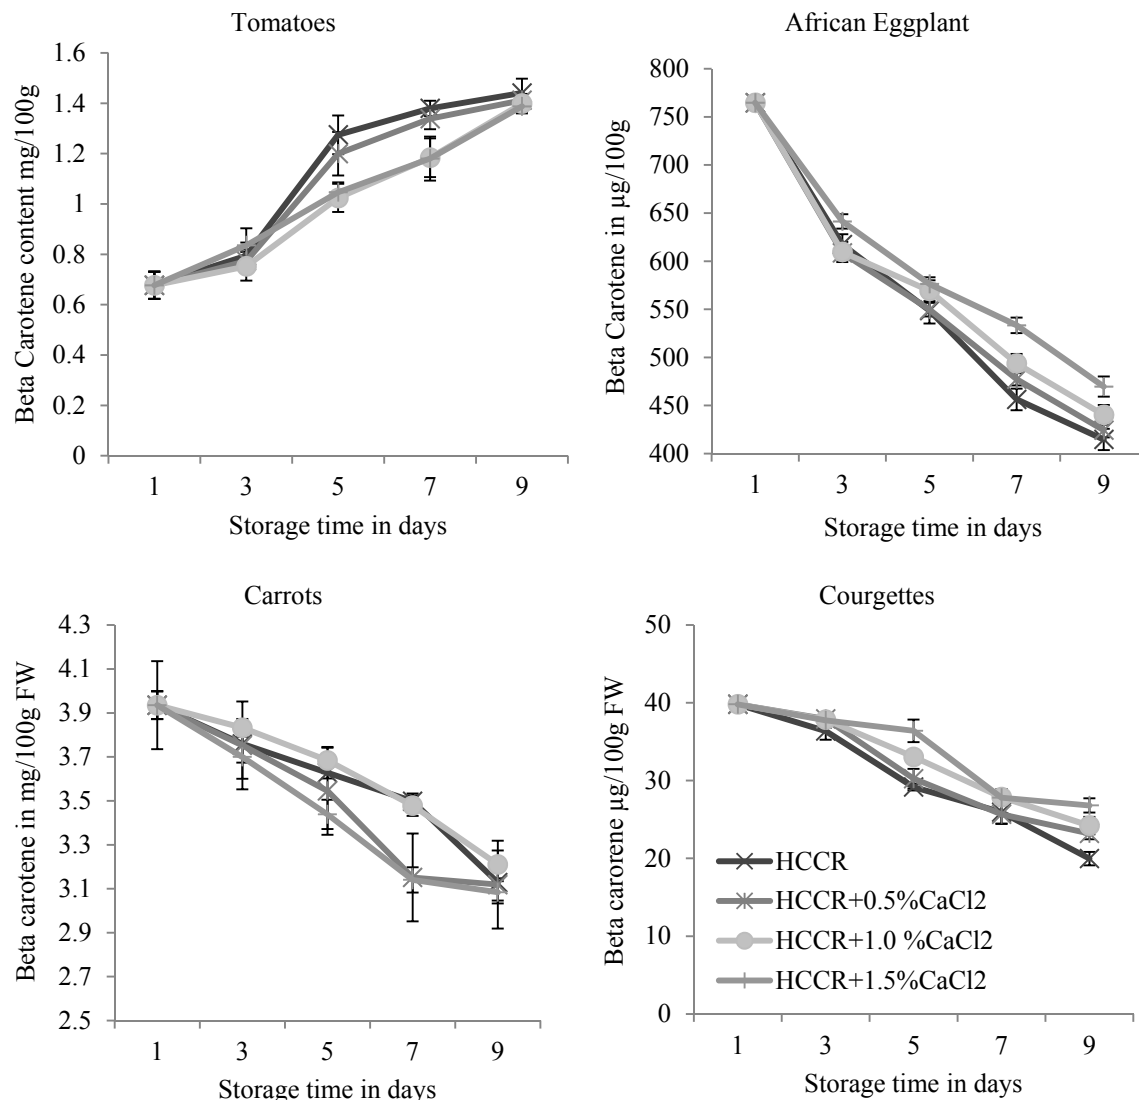 Tomatoes
Beta Carotene content mg/100g
1.6
1.4
1.2
1
0.8
0.6
0.4
0.2
0
1 3 5 7 9
Storage time in days
African Eggplant
Beta Carotene in µg/100g
800
750
700
650
600
550
500
450
400
1 3 5 7 9
Storage time in days
Carrots
Beta carotene in mg/100g FW
4.3
4.1
3.9
3.7
3.5
3.3
3.1
2.9
2.7
2.5
1 3 5 7 9
Storage time in days
Courgettes
Beta carorene µg/100g FW
50
40
30
20
10
0
HCCR
HCCR+0.5%CaCl2
HCCR+1.0 %CaCl2
HCCR+1.5%CaCl2
1 3 5 7 9
Storage time in days